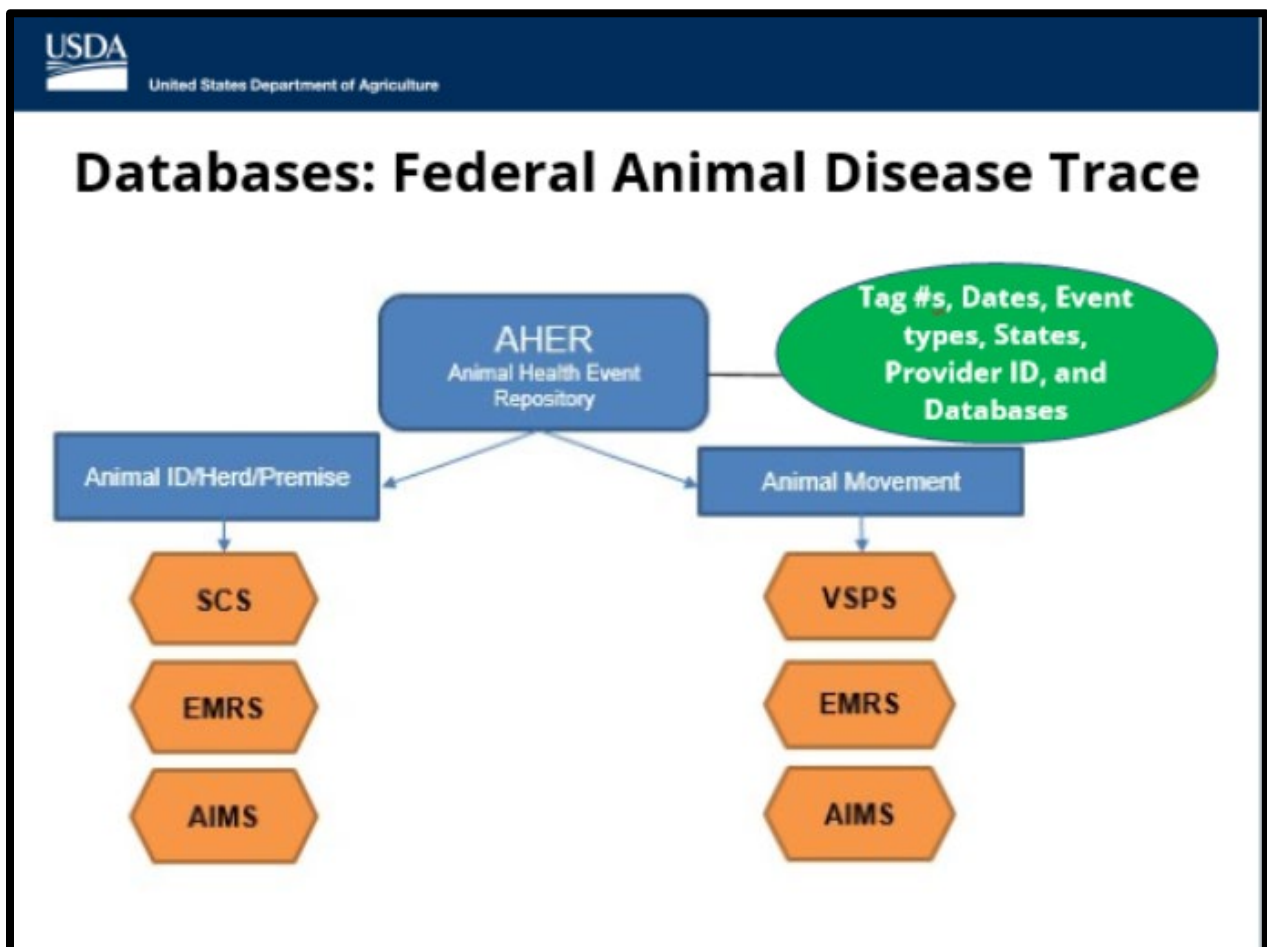 USDA
United States Department of Agriculture
Databases: Federal Animal Disease Trace
AHER
Animal Health Event
Repository
Tag #s, Dates, Event
types, States,
Provider ID, and
Databases
Animal ID/Herd/Premise
Animal Movement
SCS
VSPS
EMRS
EMRS
AIMS
AIMS